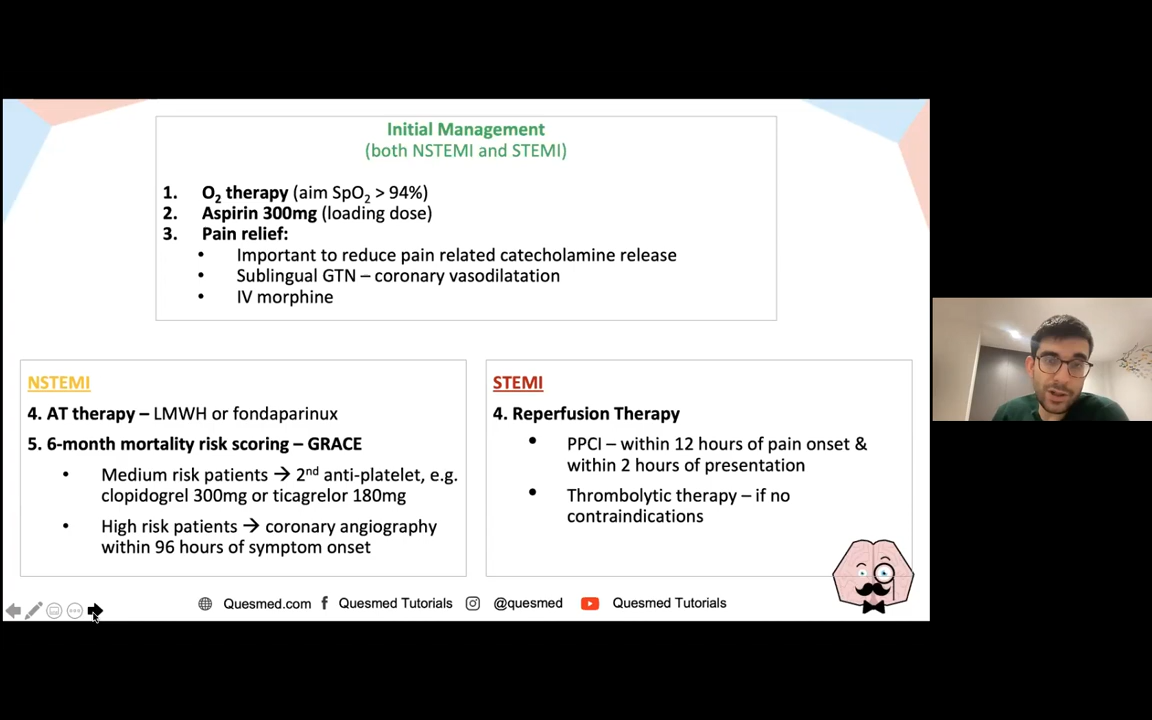 Initial Management
(both NSTEMI and STEMI)
1. O₂ therapy (aim SpO₂ > 94%)
2. Aspirin 300mg (loading dose)
3. Pain relief:
• Important to reduce pain related catecholamine release
• Sublingual GTN – coronary vasodilatation
• IV morphine
NSTEMI
4. AT therapy – LMWH or fondaparinux
5. 6-month mortality risk scoring – GRACE
• Medium risk patients → 2nd anti-platelet, e.g.
clopidogrel 300mg or ticagrelor 180mg
• High risk patients → coronary angiography
within 96 hours of symptom onset
STEMI
4. Reperfusion Therapy
• PPCI – within 12 hours of pain onset &
within 2 hours of presentation
• Thrombolytic therapy – if no
contraindications
Quesmed.com Quesmed Tutorials @quesmed Quesmed Tutorials